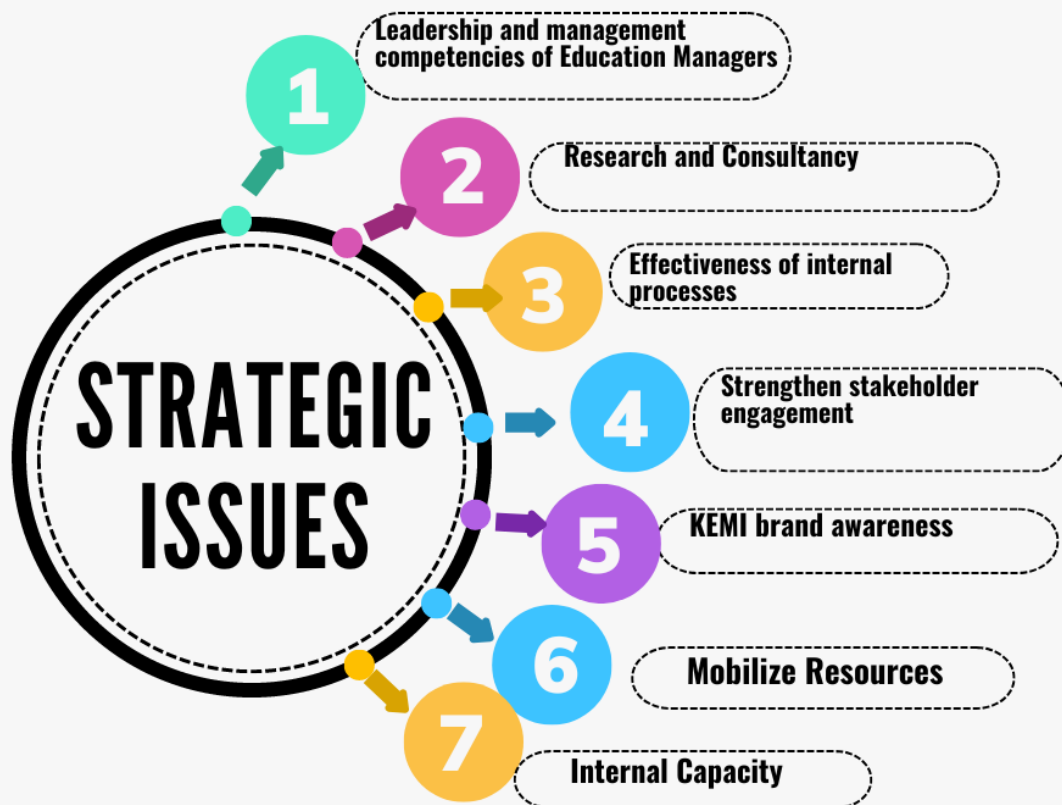 STRATEGIC
ISSUES
1
Leadership and management
competencies of Education Managers
2
Research and Consultancy
3
Effectiveness of internal
processes
4
Strengthen stakeholder
engagement
5
KEMI brand awareness
6
Mobilize Resources
7
Internal Capacity